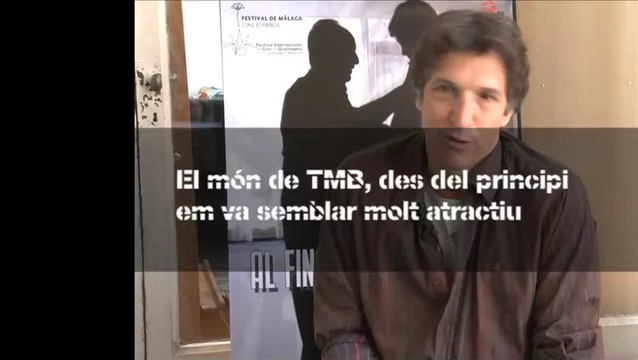 FESTIVAL DE MÁLAGA
CINE ESPAÑOL
El món de TMB, des del principi
em va semblar molt atractiu
AL FIN